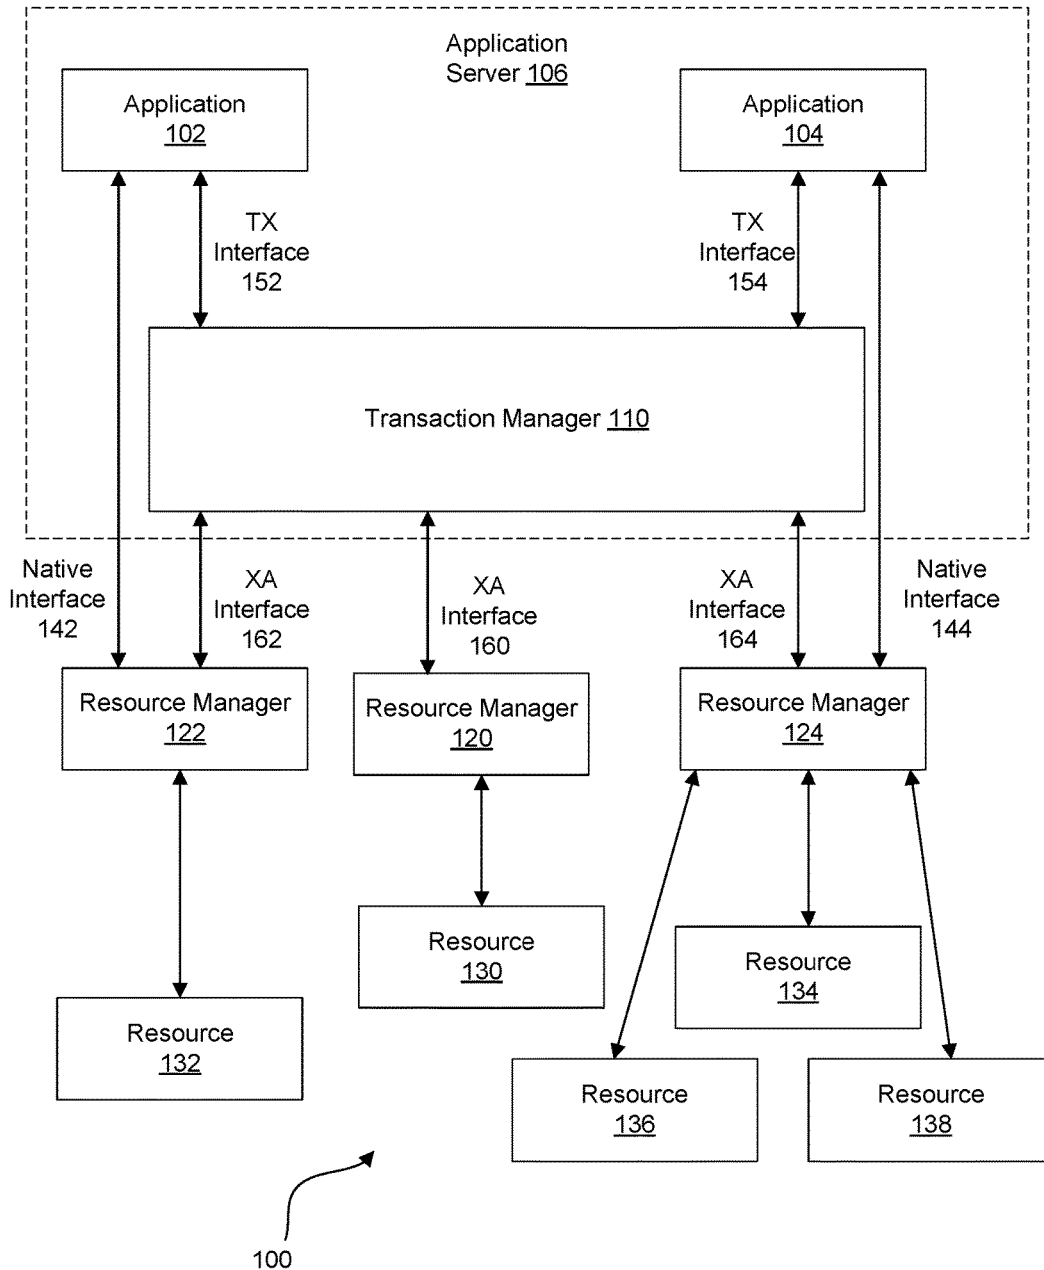 Application
Server 106
Application
102
Application
104
TX
Interface
152
TX
Interface
154
Transaction Manager 110
Native
Interface
142
XA
Interface
162
XA
Interface
160
XA
Interface
164
Native
Interface
144
Resource Manager
122
Resource Manager
120
Resource Manager
124
Resource
130
Resource
134
Resource
132
Resource
136
Resource
138
100